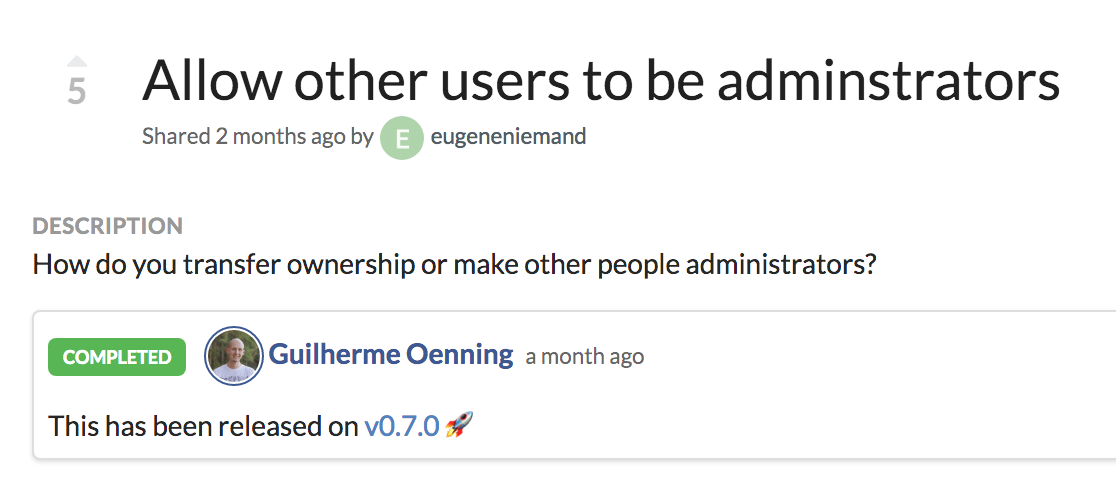 5
Allow other users to be adminstrators
Shared 2 months ago by E eugeneniemand
DESCRIPTION
How do you transfer ownership or make other people administrators?
COMPLETED Guilherme Oenning a month ago
This has been released on v0.7.0 🚀